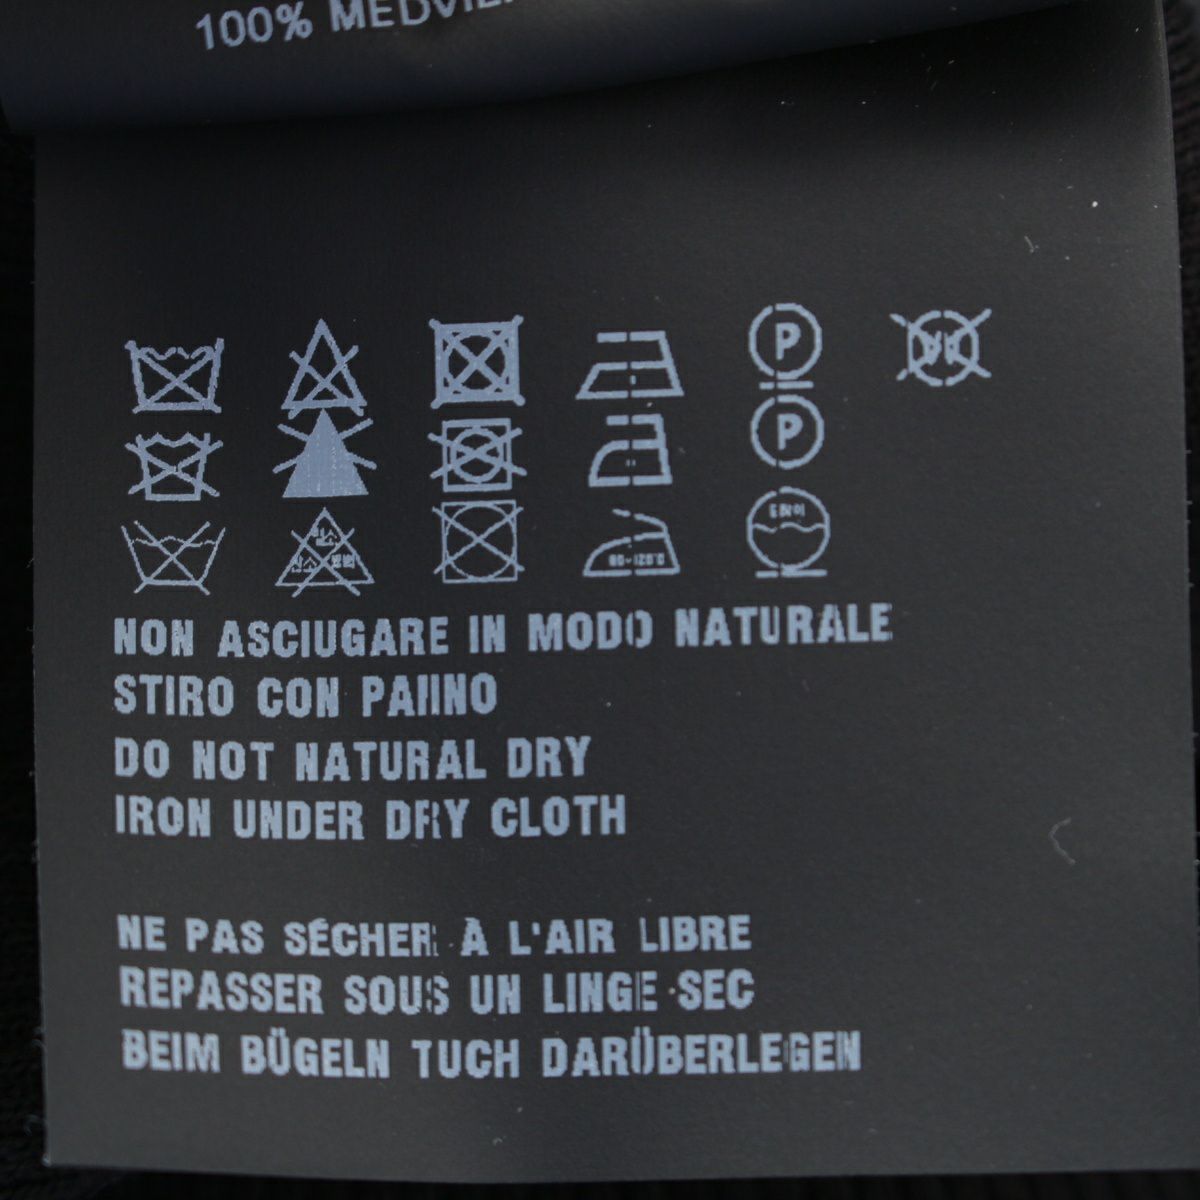 100%
P
P
NON ASCIUGARE IN MODO NATURALE
STIRO CON PANNO
DO NOT NATURAL DRY
IRON UNDER DRY CLOTH
NE PAS SÉCHER À L'AIR LIBRE
REPASSER SOUS UN LINGE SEC
BEIM BÜGELN TUCH DARÜBERLEGEN